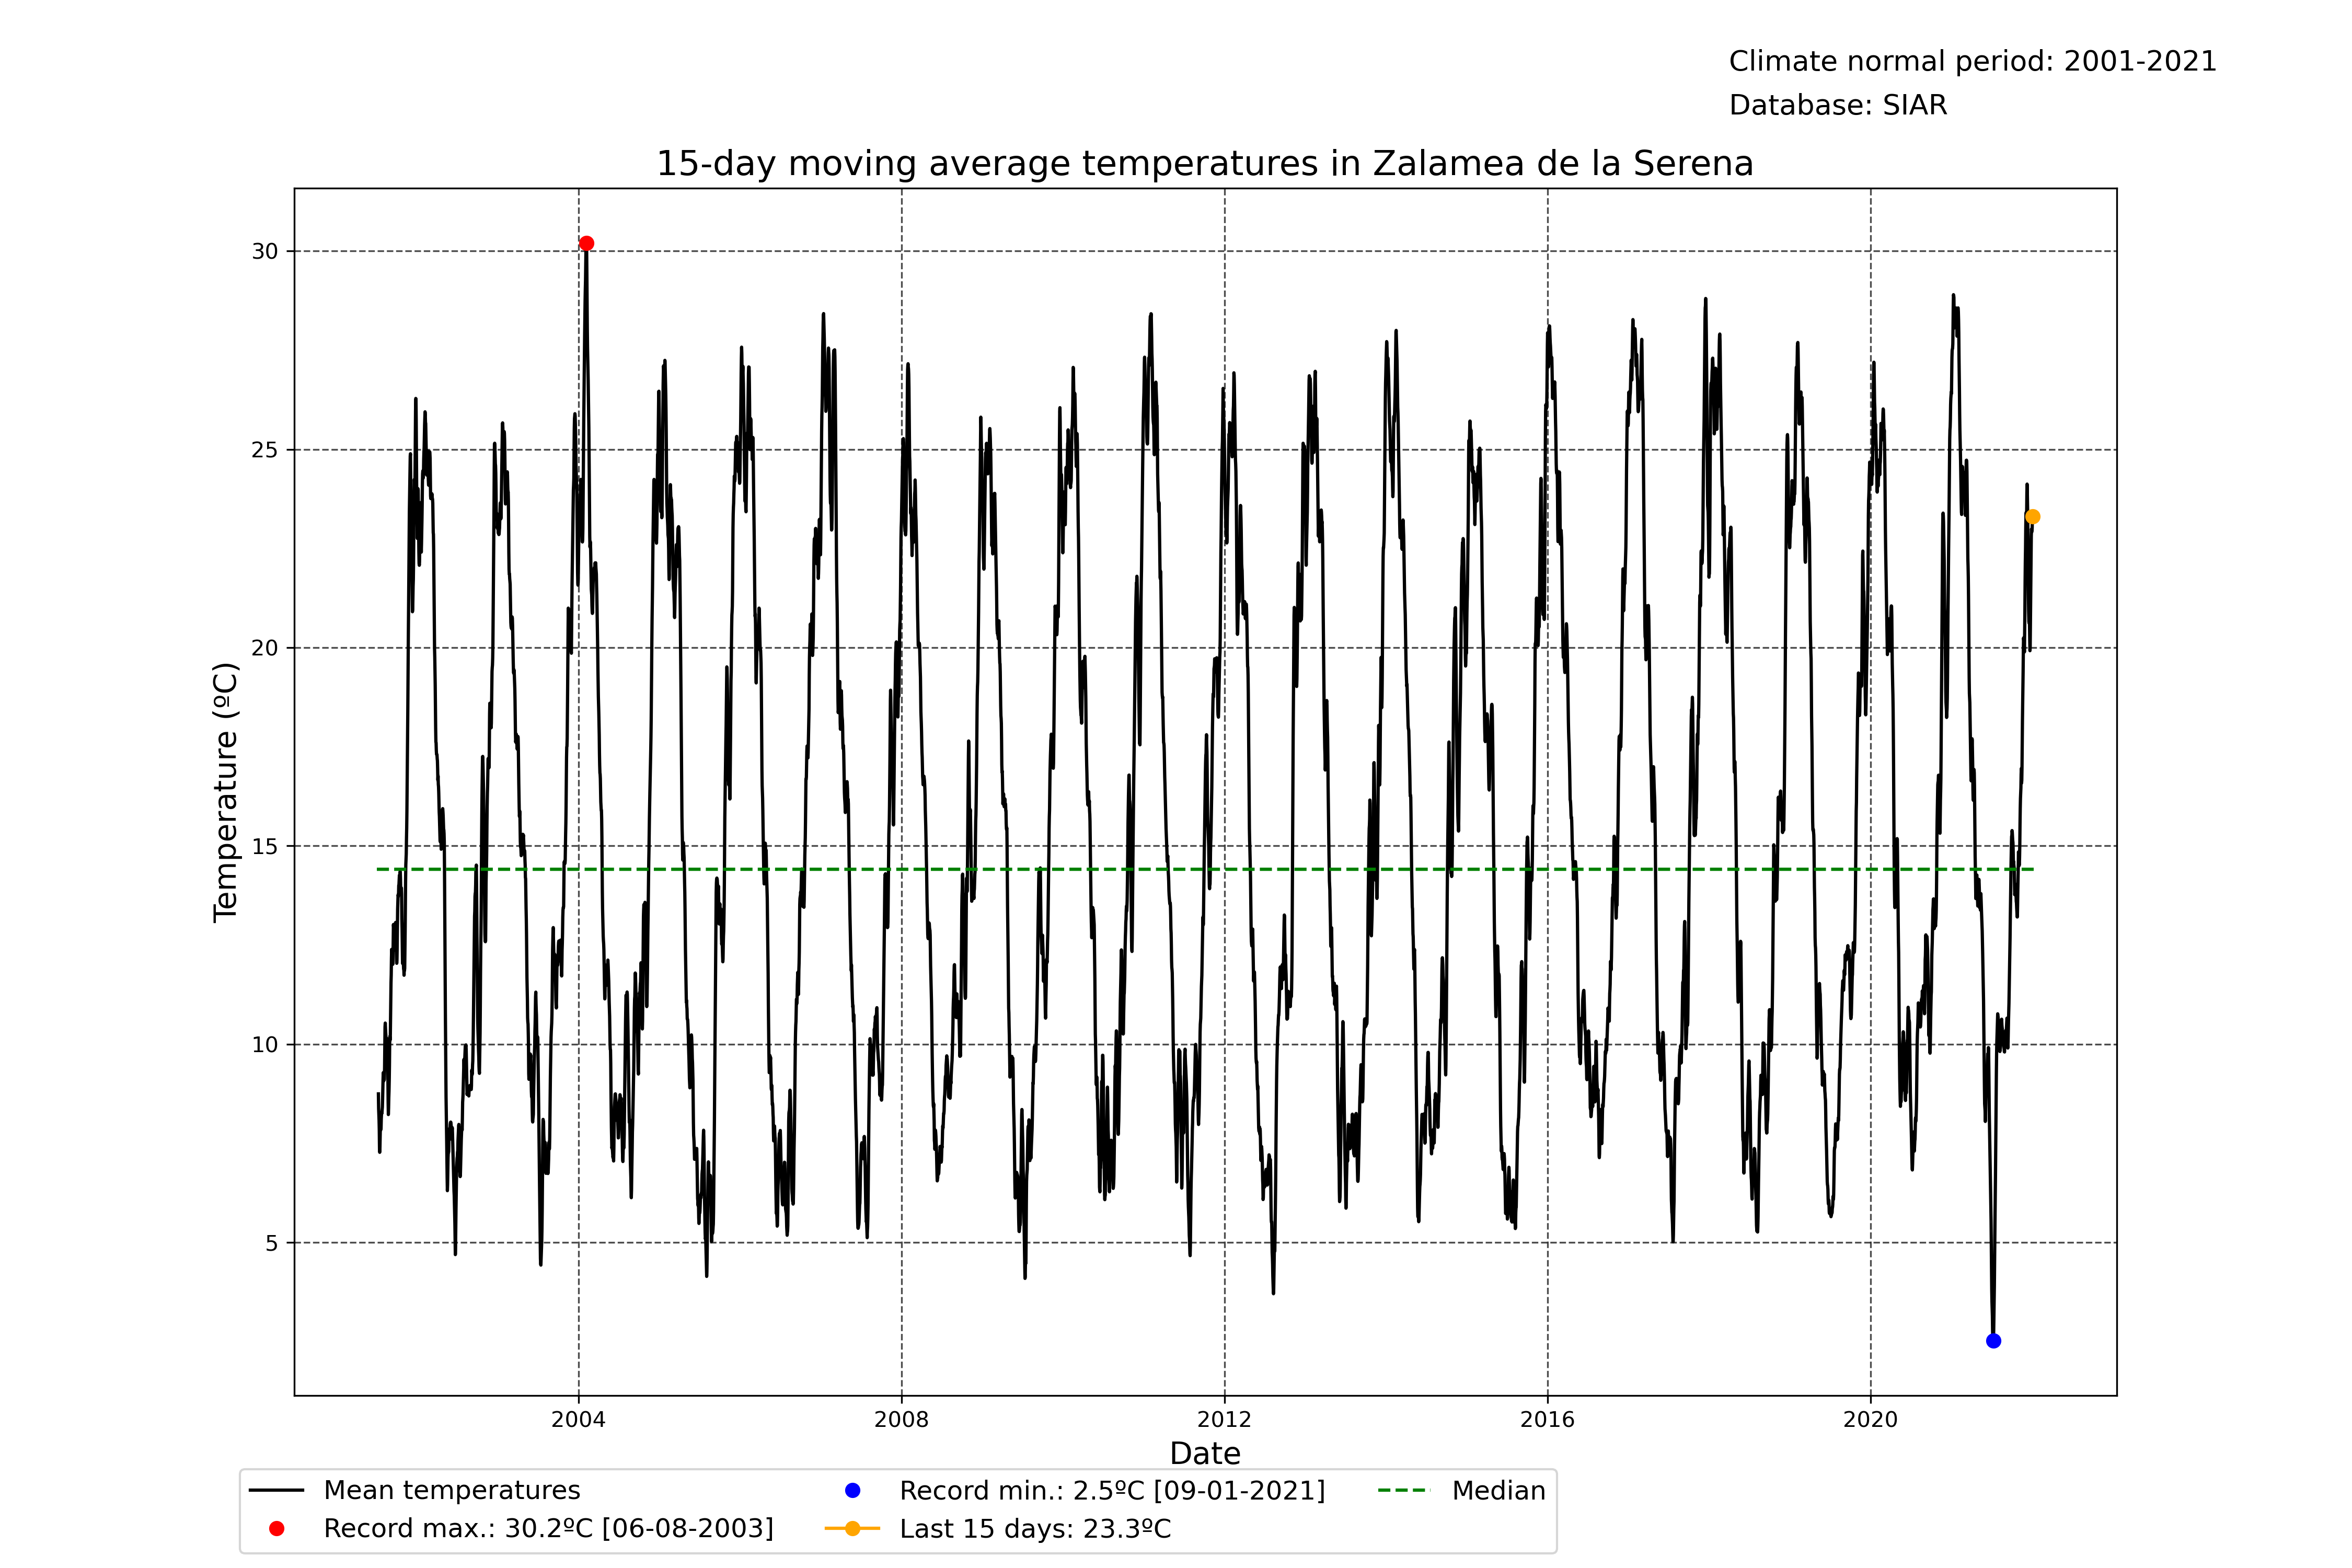 Climate normal period: 2001-2021
Database: SIAR
15-day moving average temperatures in Zalamea de la Serena
30
25
20
15
10
5
Temperature (ºC)
2004
2008
2012
2016
2020
Date
Mean temperatures
Record max.: 30.2ºC [06-08-2003]
Record min.: 2.5ºC [09-01-2021]
Last 15 days: 23.3ºC
Median